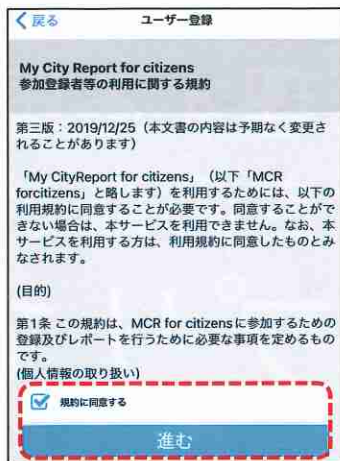 戻る
ユーザー登録
My City Report for citizens
参加登録者等の利用に関する規約
第三版：2019/12/25（本文書の内容は予期なく変更さ
れることがあります）
「My CityReport for citizens」（以下「MCR
forcitizens」と略します）を利用するためには、以下の
利用規約に同意することが必要です。同意することがで
きない場合は、本サービスを利用できません。なお、本
サービスを利用する方は、利用規約に同意したものとみ
なされます。
(目的)
第1条 この規約は、MCR for citizensに参加するための
登録及びレポートを行うために必要な事項を定めるもの
です。
(個人情報の取り扱い)
規約に同意する
進む